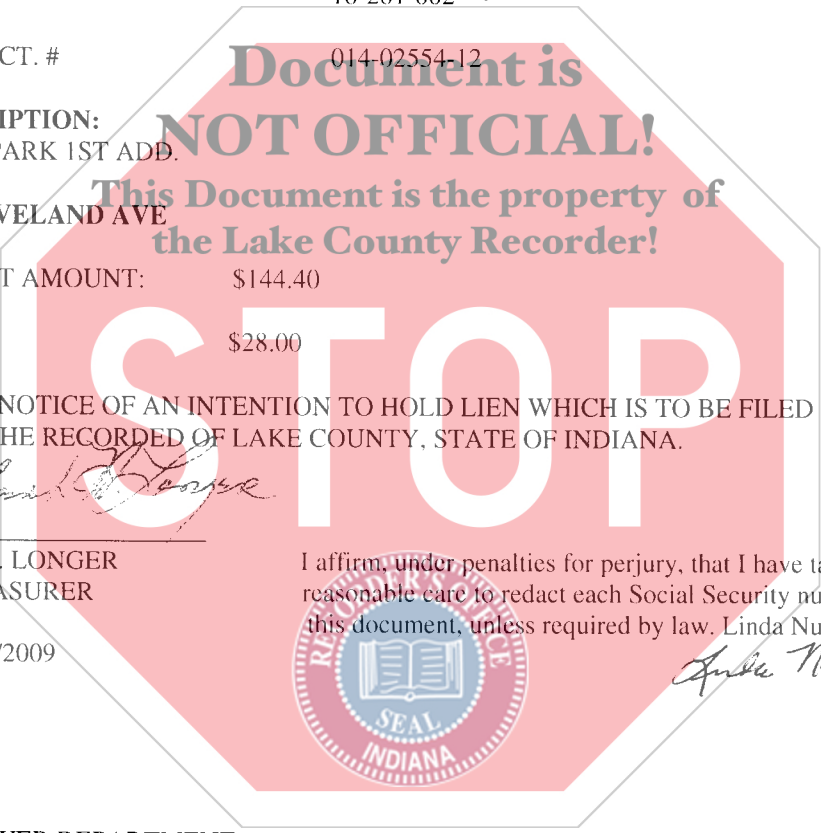 CT. # 014-02554-12
Document is
IPTION:
NOT OFFICIAL!
PARK 1ST ADD.
This Document is the property of
VELAND AVE
the Lake County Recorder!
T AMOUNT: $144.40
$28.00
STOP
NOTICE OF AN INTENTION TO HOLD LIEN WHICH IS TO BE FILED
HE RECORDED OF LAKE COUNTY, STATE OF INDIANA.
. LONGER
ASURER
/2009
I affirm, under penalties for perjury, that I have ta
reasonable care to redact each Social Security nu
this document, unless required by law. Linda Nu
RECORDER'S OFFICE
SEAL
INDIANA